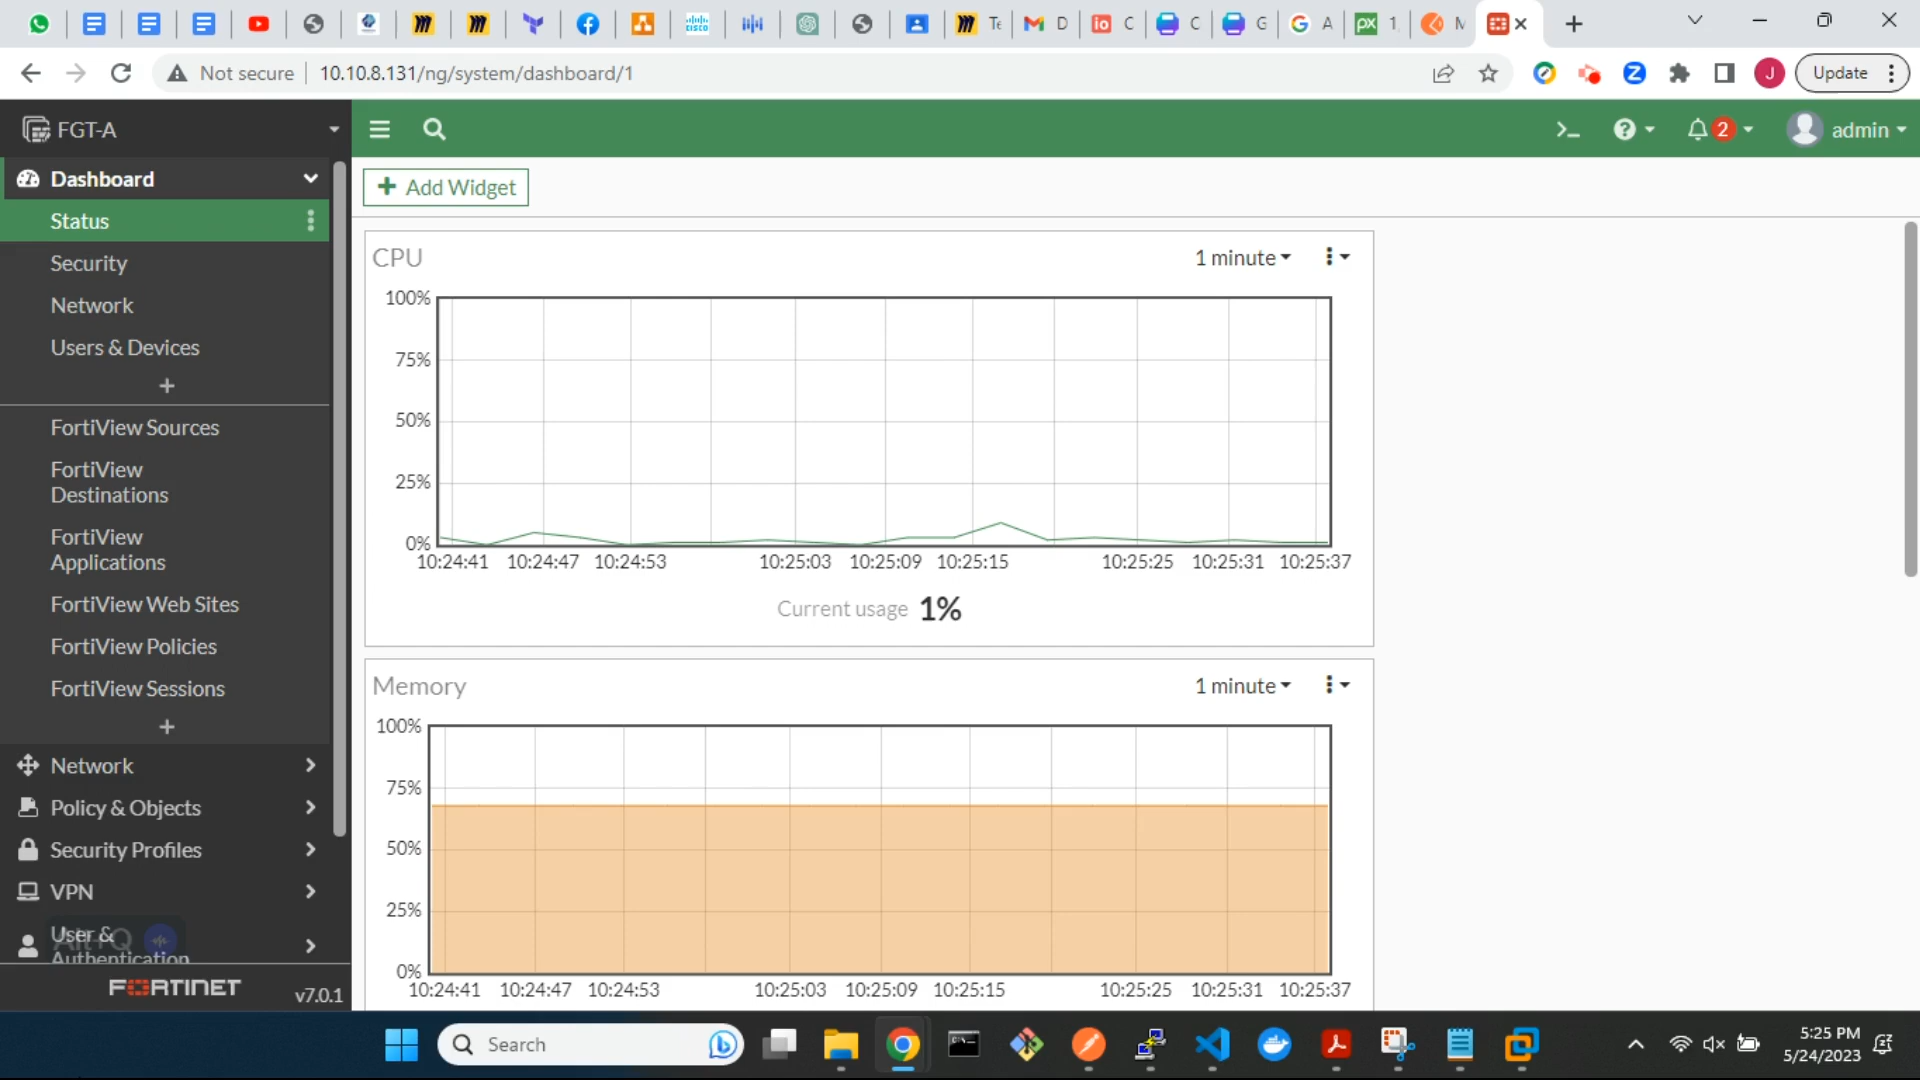 Te
D
C
C
G
A
1
M
Not secure
10.10.8.131/ng/system/dashboard/1
J
Update
FGT-A
2
admin
Dashboard
Status
Security
Network
Users & Devices
FortiView Sources
FortiView
Destinations
FortiView
Applications
FortiView Web Sites
FortiView Policies
FortiView Sessions
Network
Policy & Objects
Security Profiles
VPN
User &
Authentication
Alt+Q
FORTINET
v7.0.1
+ Add Widget
CPU
1 minute
100%
75%
50%
25%
0%
10:24:41 10:24:47 10:24:53 10:25:03 10:25:09 10:25:15 10:25:25 10:25:31 10:25:37
Current usage 1%
Memory
1 minute
100%
75%
50%
25%
0%
10:24:41 10:24:47 10:24:53 10:25:03 10:25:09 10:25:15 10:25:25 10:25:31 10:25:37
Search
5:25 PM
5/24/2023